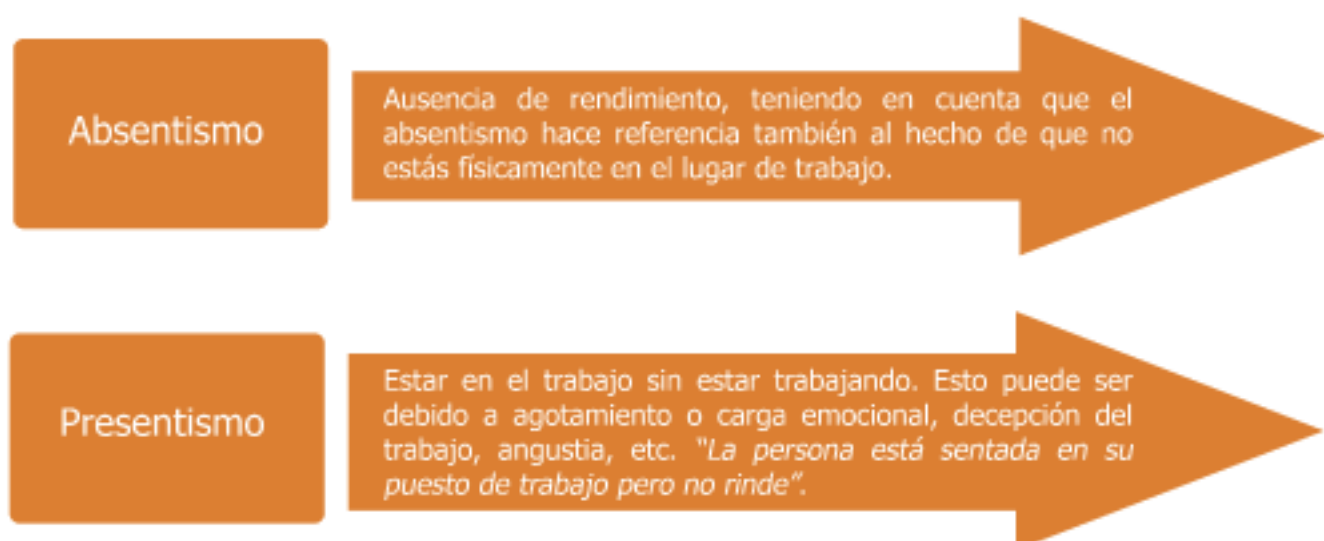 Absentismo
Ausencia de rendimiento, teniendo en cuenta que el
absentismo hace referencia también al hecho de que no
estás físicamente en el lugar de trabajo.
Presentismo
Estar en el trabajo sin estar trabajando. Esto puede ser
debido a agotamiento o carga emocional, decepción del
trabajo, angustia, etc. "La persona está sentada en su
puesto de trabajo pero no rinde".